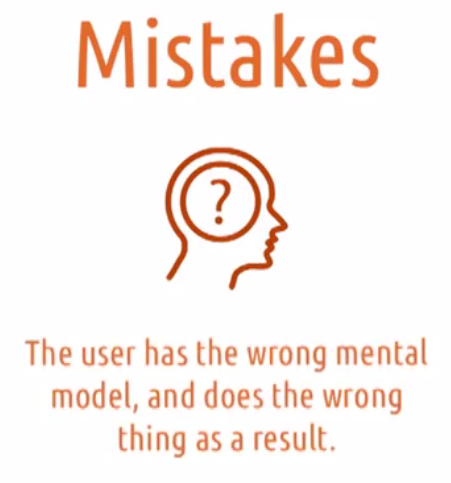 Mistakes
?
The user has the wrong mental
model, and does the wrong
thing as a result.